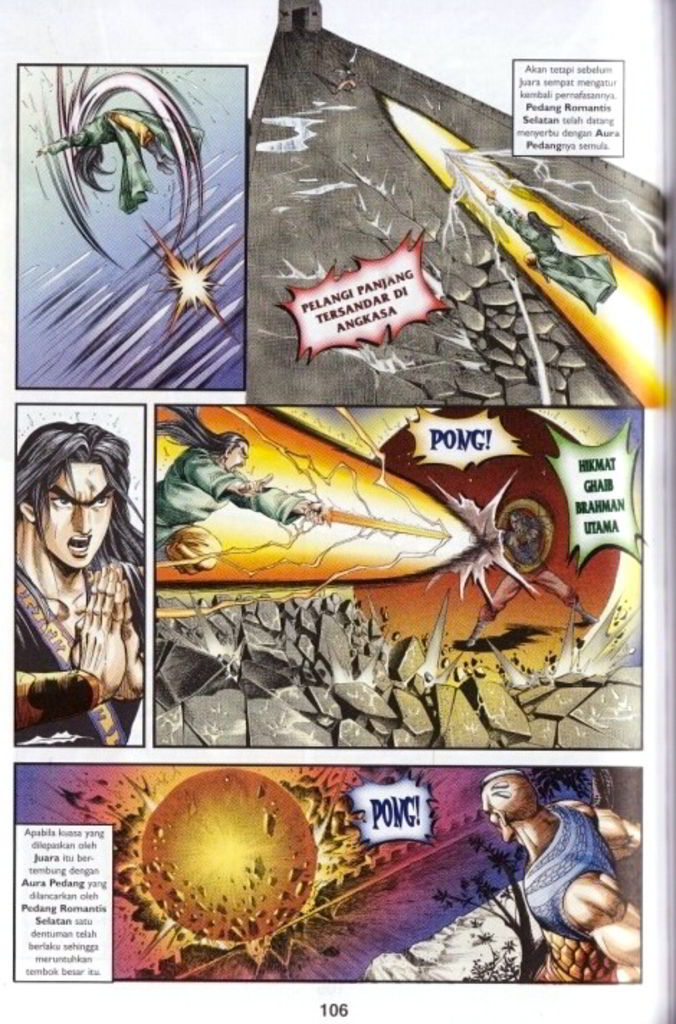 Akan tetapi sebelum
Juara sempat mengatur
kembali pernafasannya,
Pedang Romantis
Selatan telah datang
menyerbu dengan Aura
Pedangnya semula.
PELANGI PANJANG
TERSANDAR DI
ANGKASA
PONG!
HIKMAT
GHAIB
BRAHMAN
UTAMA
PONG!
Apabila kuasa yang
dilepaskan oleh
Juara itu ber-
tembung dengan
Aura Pedang yang
dilancarkan oleh
Pedang Romantis
Selatan satu
dentuman telah
berlaku sehingga
meruntuhkan
tembok besar itu.
106